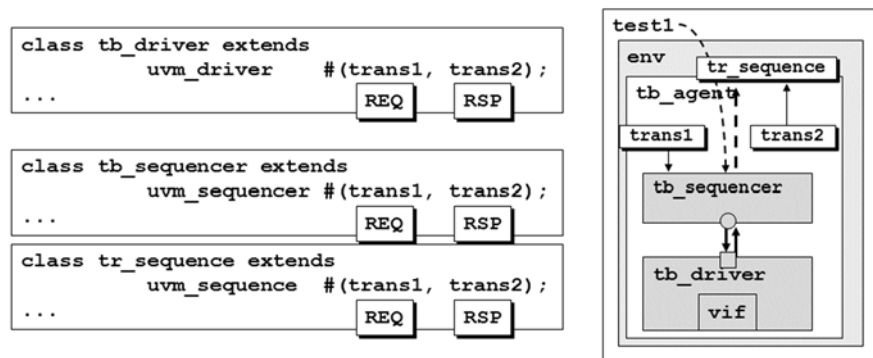 class tb_driver extends
uvm_driver #(trans1, trans2);
...
REQ RSP
class tb_sequencer extends
uvm_sequencer #(trans1, trans2);
...
REQ RSP
class tr_sequence extends
uvm_sequence #(trans1, trans2);
...
REQ RSP
test1
env
tr_sequence
tb_agent
trans1 trans2
tb_sequencer
tb_driver
vif